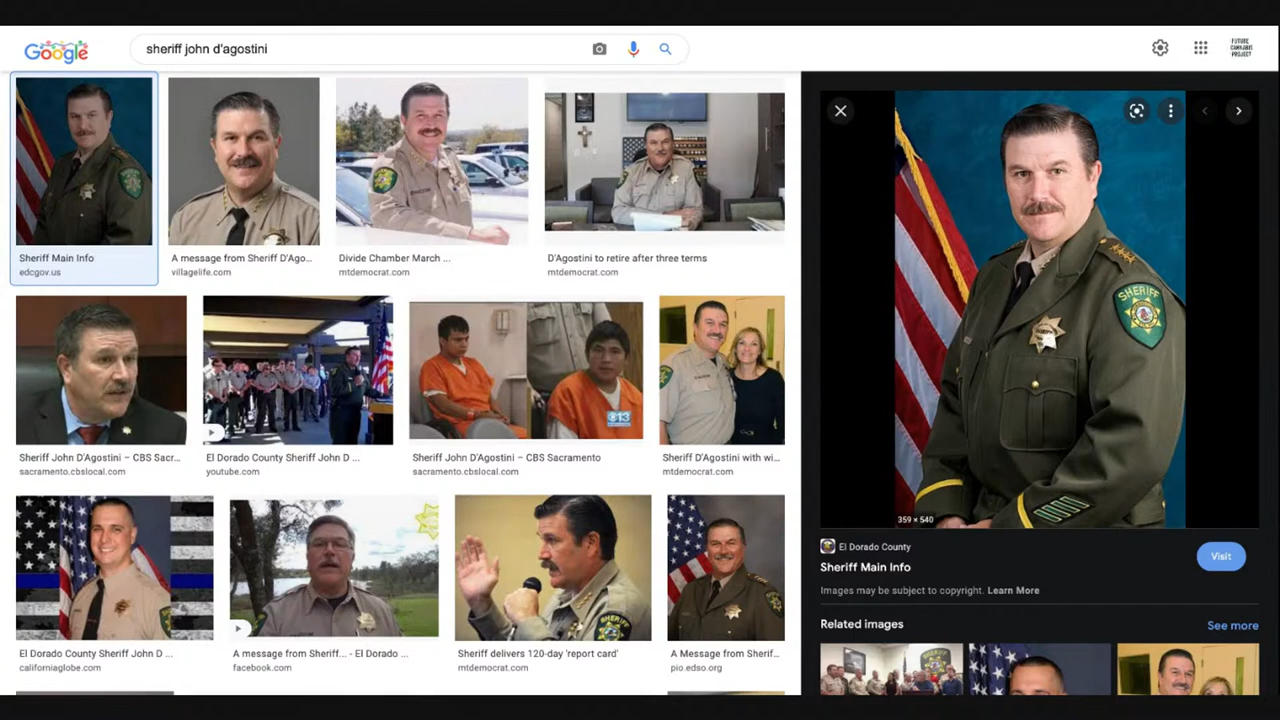 Google
sheriff john d'agostini
FUTURE
CANNABIS
PROJECT
Sheriff Main Info
edcgov.us
A message from Sheriff D'Ago...
villagelife.com
Divide Chamber March ...
mtdemocrat.com
D'Agostini to retire after three terms
mtdemocrat.com
Sheriff John D'Agostini – CBS Sacr...
sacramento.cbslocal.com
El Dorado County Sheriff John D ...
youtube.com
13
Sheriff John D'Agostini – CBS Sacramento
sacramento.cbslocal.com
Sheriff D'Agostini with wi...
mtdemocrat.com
El Dorado County Sheriff John D ...
californiaglobe.com
A message from Sheriff... - El Dorado ...
facebook.com
SHERIFF
Sheriff delivers 120-day 'report card'
mtdemocrat.com
A Message from Sherif...
pio.edso.org
SHERIFF
359 × 540
El Dorado County
Sheriff Main Info
Visit
Images may be subject to copyright. Learn More
Related images
See more